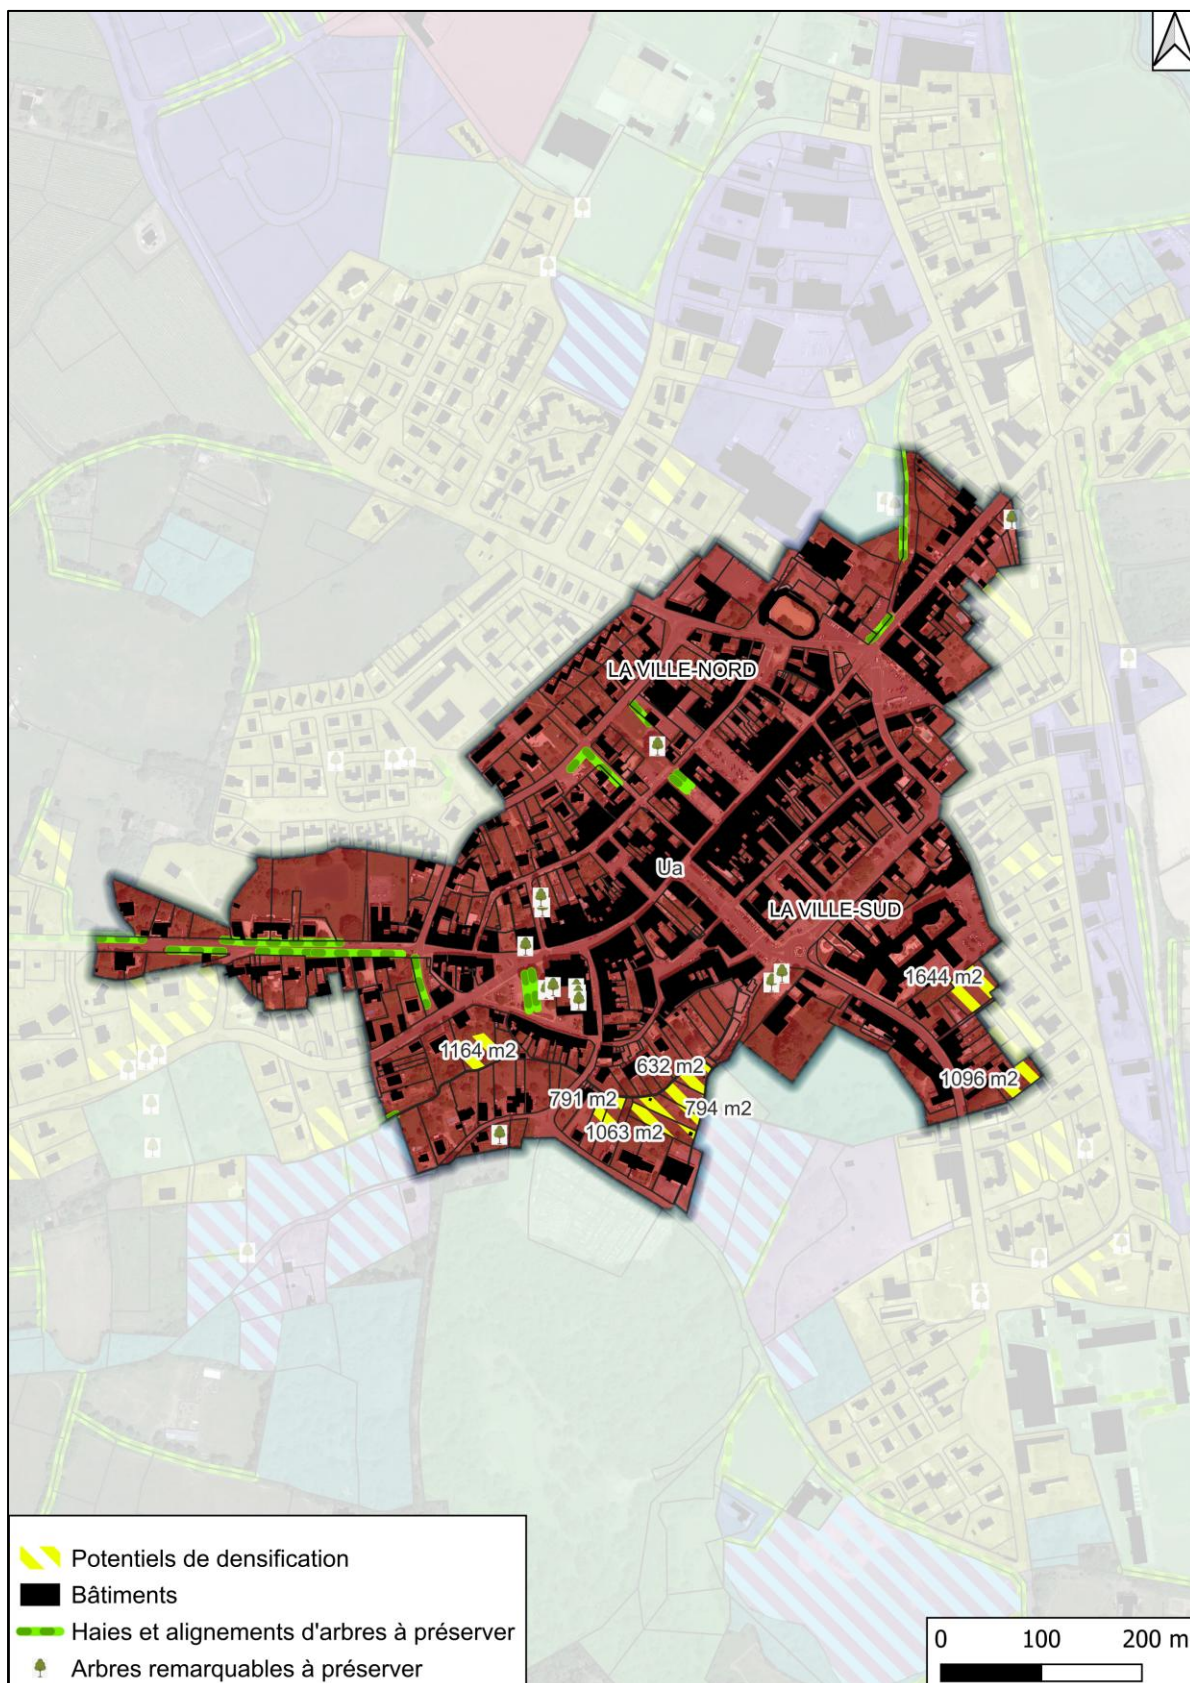 LA VILLE-NORD
Ua
LA VILLE-SUD
1644 m2
1164 m2
632 m2
1096 m2
791 m2
794 m2
1063 m2
Potentiels de densification
Bâtiments
Haies et alignements d'arbres à préserver
Arbres remarquables à préserver
0 100 200 m